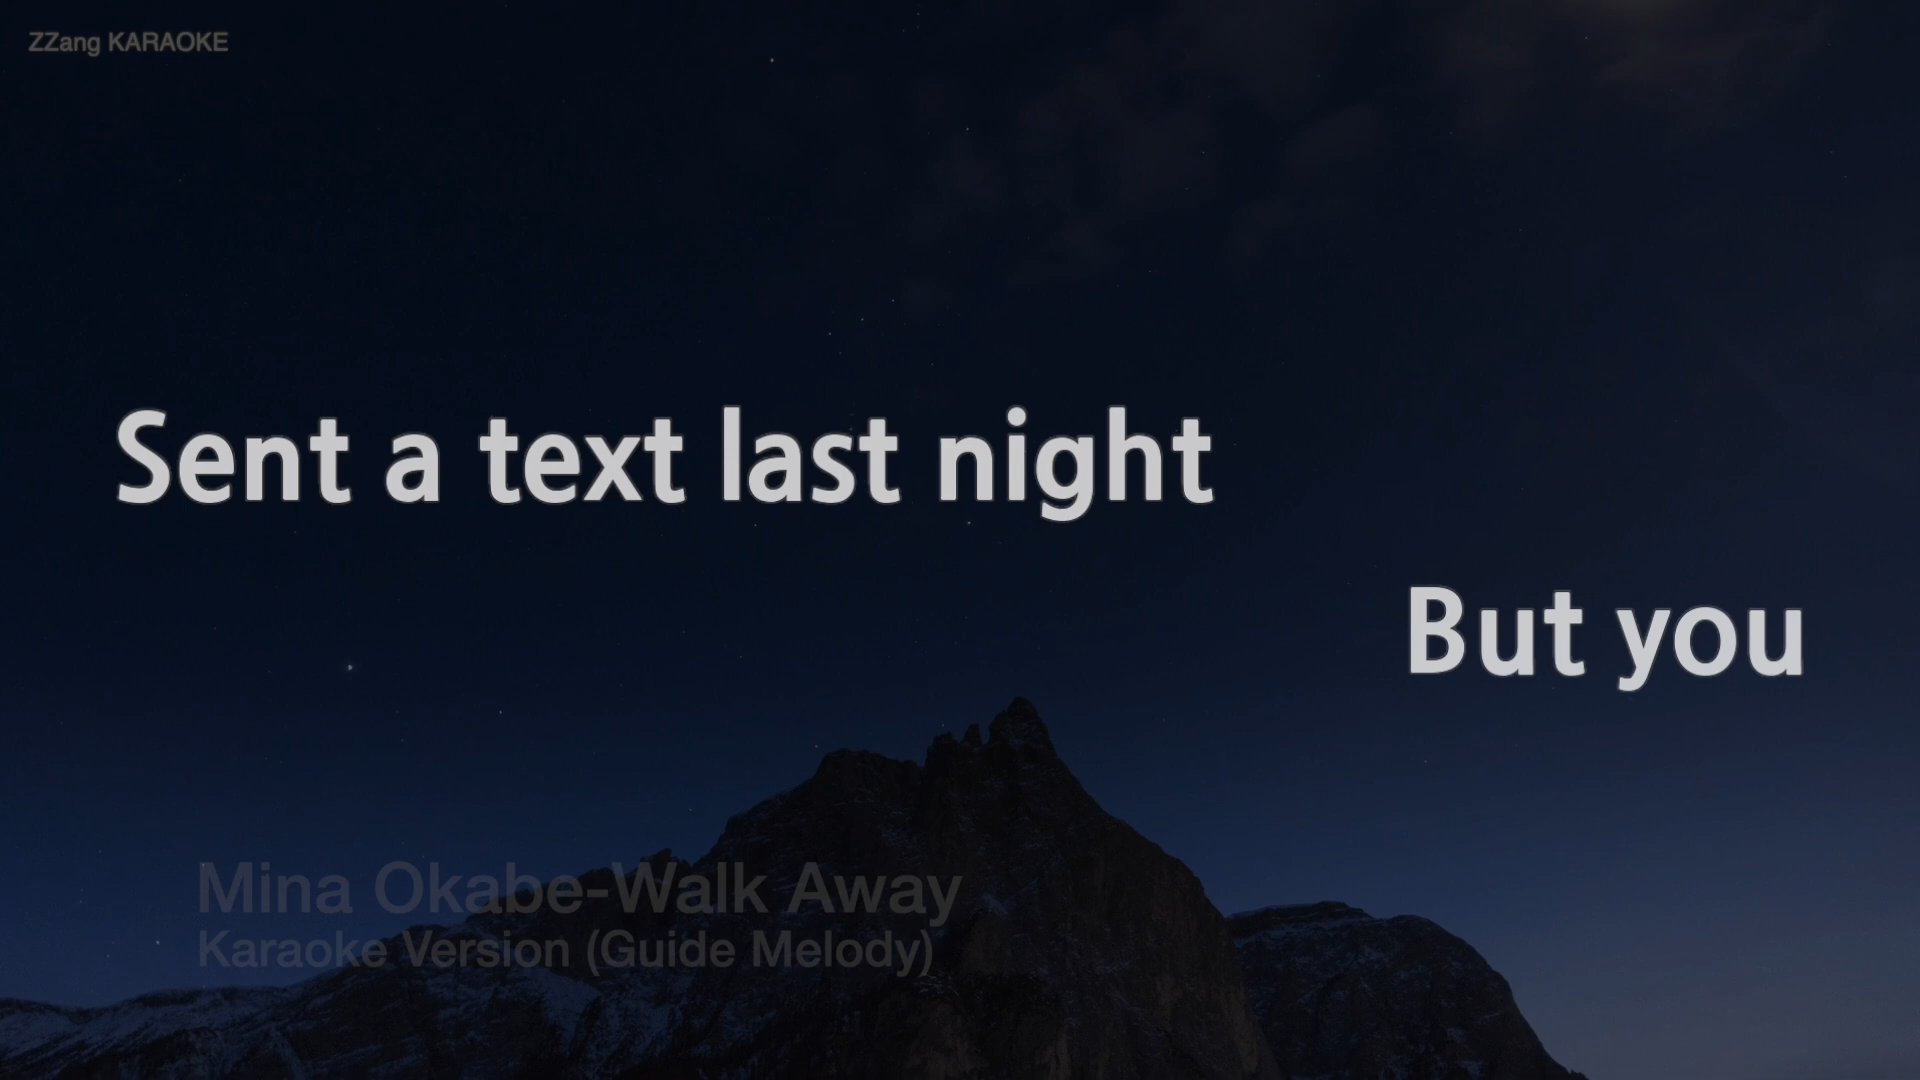 ZZang KARAOKE
Sent a text last night
But you
Mina Okabe-Walk Away
Karaoke Version (Guide Melody)